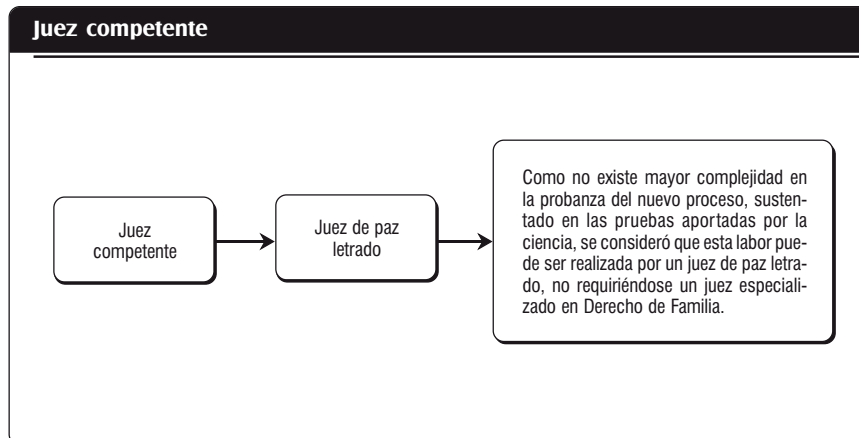 Juez competente
Juez
competente
Juez de paz
letrado
Como no existe mayor complejidad en
la probanza del nuevo proceso, susten-
tado en las pruebas aportadas por la
ciencia, se consideró que esta labor pue-
de ser realizada por un juez de paz letra-
do, no requiriéndose un juez especiali-
zado en Derecho de Familia.